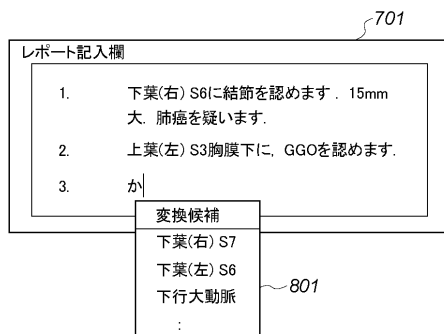 701
レポート記入欄
1. 下葉(右) S6に結節を認めます. 15mm
大. 肺癌を疑います.
2. 上葉(左) S3胸膜下に, GGOを認めます.
3. か
変換候補
下葉(右) S7
下葉(左) S6
下行大動脈
:
801